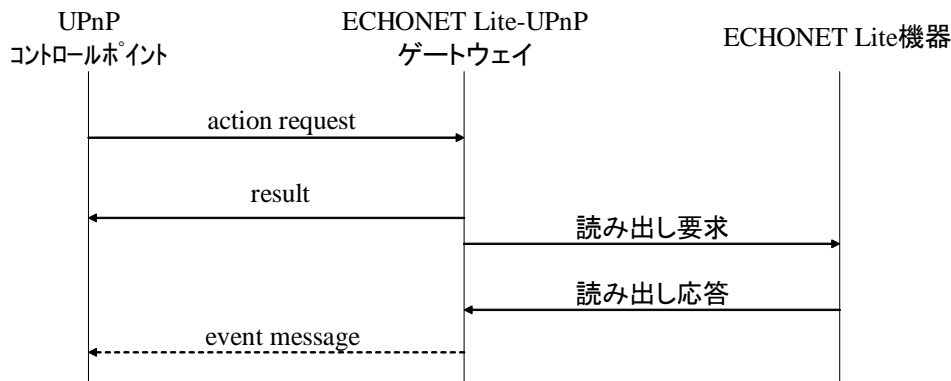 UPnP
コントロールポイント
ECHONET Lite-UPnP
ゲートウェイ
ECHONET Lite機器
action request
result
読み出し要求
読み出し応答
event message